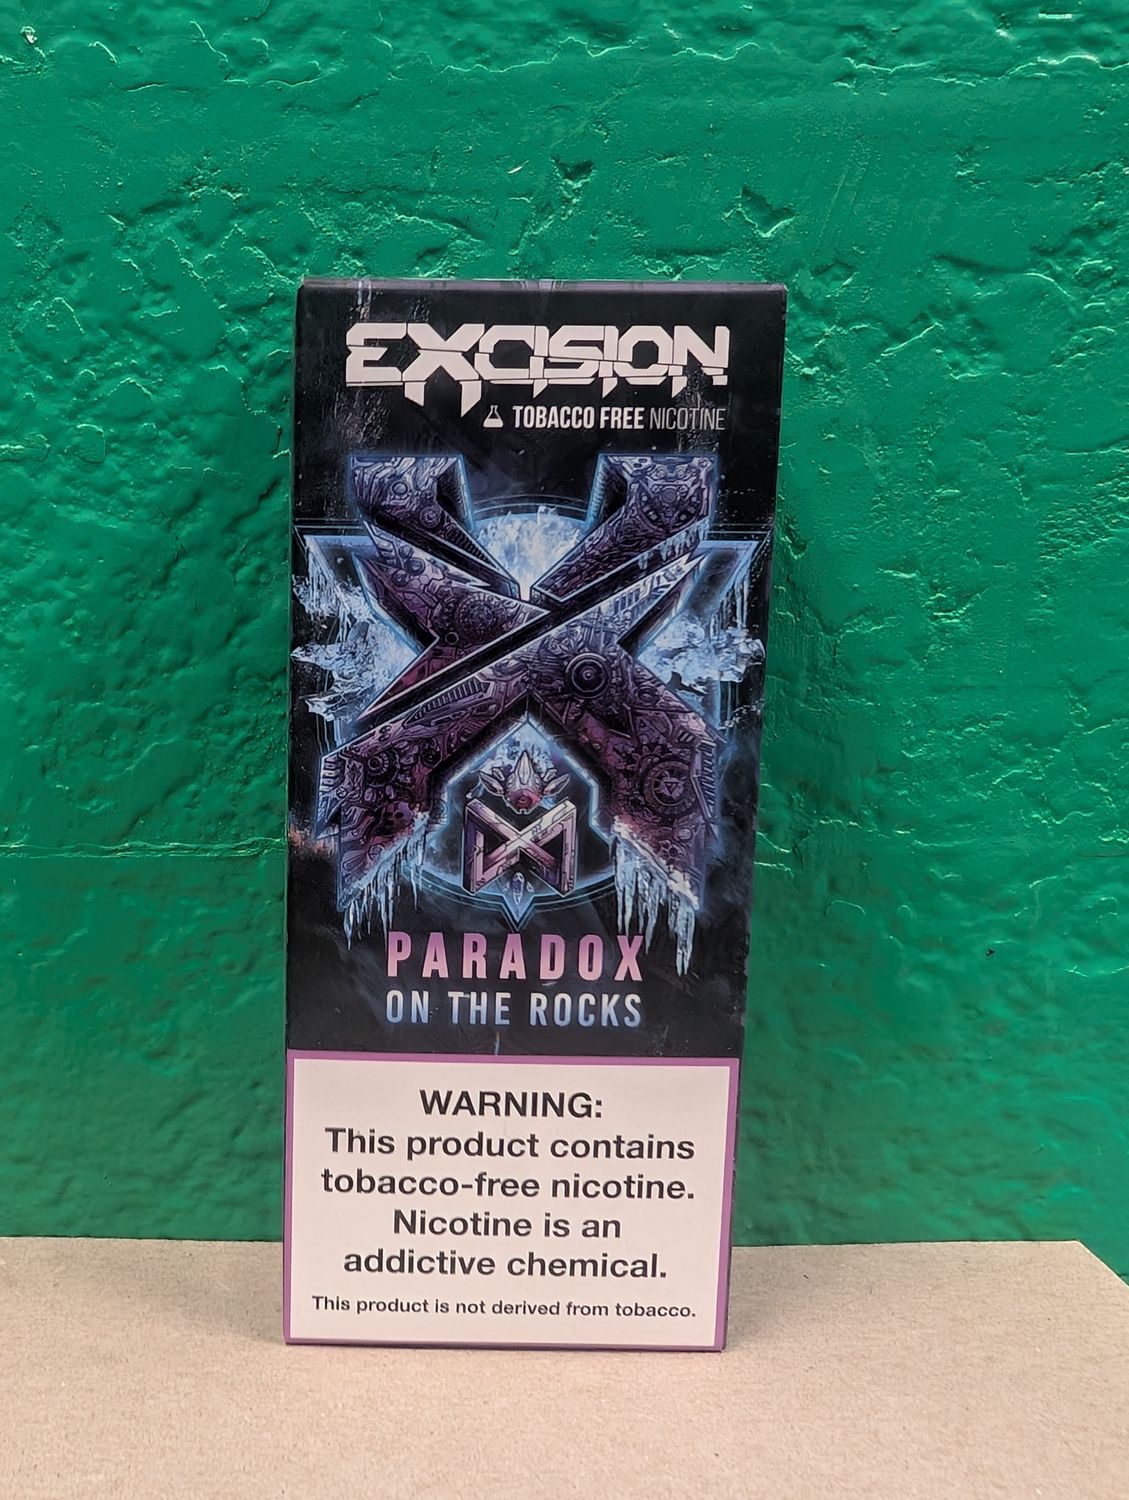 EXCISION
TOBACCO FREE NICOTINE
PARADOX
ON THE ROCKS
WARNING:
This product contains
tobacco-free nicotine.
Nicotine is an
addictive chemical.
This product is not derived from tobacco.